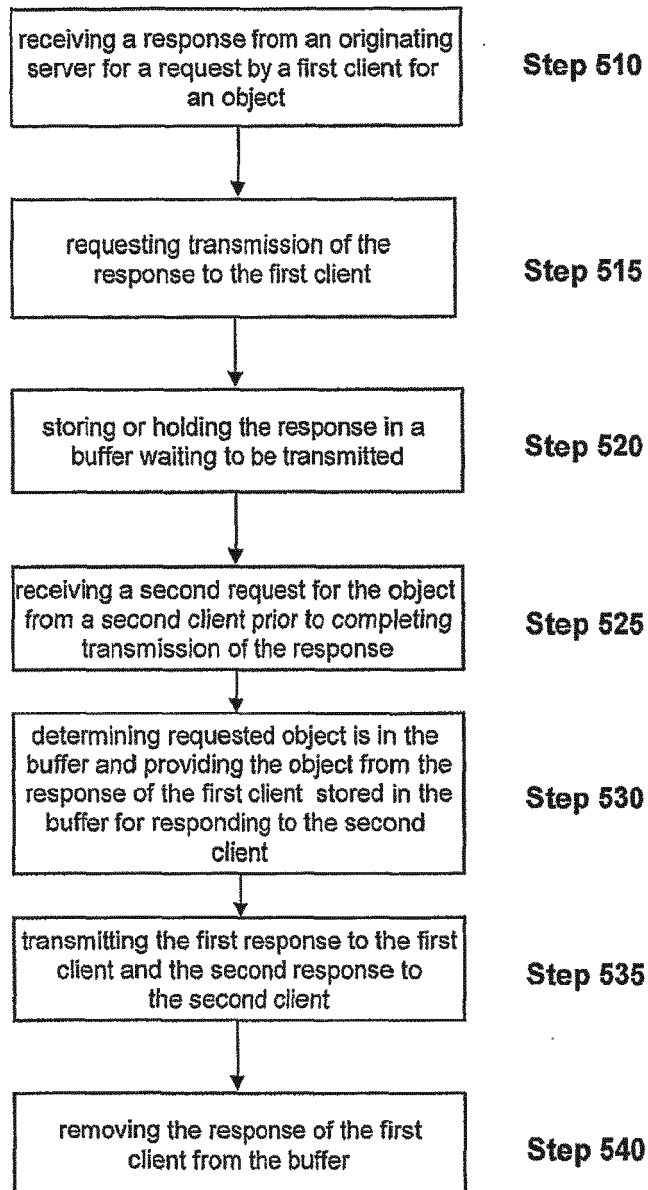 receiving a response from an originating
server for a request by a first client for
an object
Step 510
requesting transmission of the
response to the first client
Step 515
storing or holding the response in a
buffer waiting to be transmitted
Step 520
receiving a second request for the object
from a second client prior to completing
transmission of the response
Step 525
determining requested object is in the
buffer and providing the object from the
response of the first client stored in the
buffer for responding to the second
client
Step 530
transmitting the first response to the first
client and the second response to
the second client
Step 535
removing the response of the first
client from the buffer
Step 540